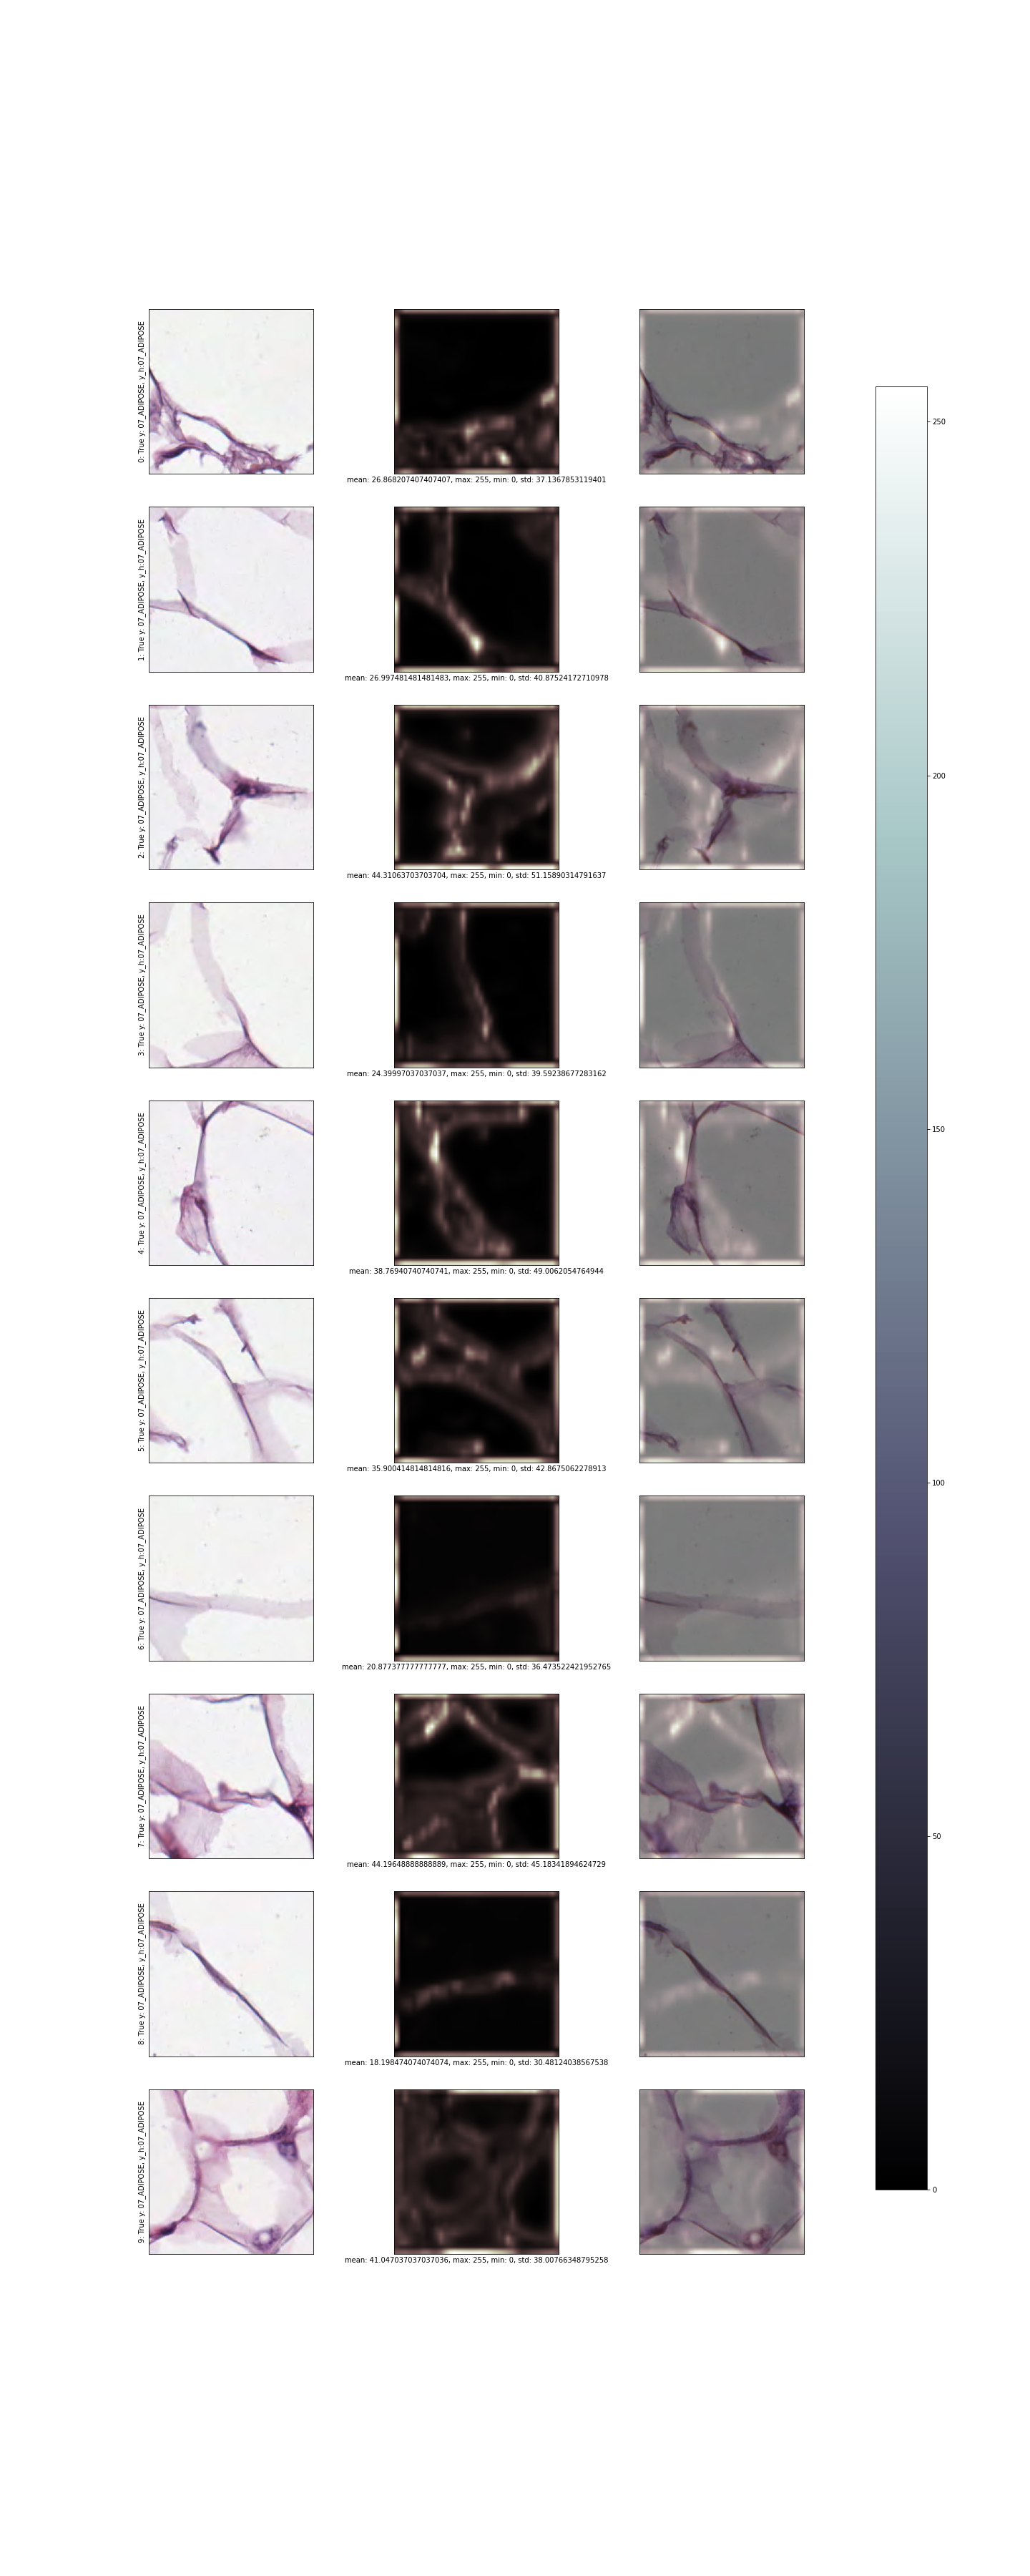 0: True y: 07_ADIPOSE, y_h:07_ADIPOSE
mean: 26.868207407407407, max: 255, min: 0, std: 37.1367853119401
1: True y: 07_ADIPOSE, y_h:07_ADIPOSE
mean: 26.997481481481483, max: 255, min: 0, std: 40.87524172710978
2: True y: 07_ADIPOSE, y_h:07_ADIPOSE
mean: 44.31063703703704, max: 255, min: 0, std: 51.15890314791637
3: True y: 07_ADIPOSE, y_h:07_ADIPOSE
mean: 24.39997037037037, max: 255, min: 0, std: 39.59238677283162
4: True y: 07_ADIPOSE, y_h:07_ADIPOSE
mean: 38.76940740740741, max: 255, min: 0, std: 49.0062054764944
5: True y: 07_ADIPOSE, y_h:07_ADIPOSE
mean: 35.900414814814816, max: 255, min: 0, std: 42.8675062278913
6: True y: 07_ADIPOSE, y_h:07_ADIPOSE
mean: 20.877377777777777, max: 255, min: 0, std: 36.473522421952765
7: True y: 07_ADIPOSE, y_h:07_ADIPOSE
mean: 44.19648888888889, max: 255, min: 0, std: 45.18341894624729
8: True y: 07_ADIPOSE, y_h:07_ADIPOSE
mean: 18.198474074074074, max: 255, min: 0, std: 30.48124038567538
9: True y: 07_ADIPOSE, y_h:07_ADIPOSE
mean: 41.047037037037036, max: 255, min: 0, std: 38.00766348795258
250
200
150
100
50
0